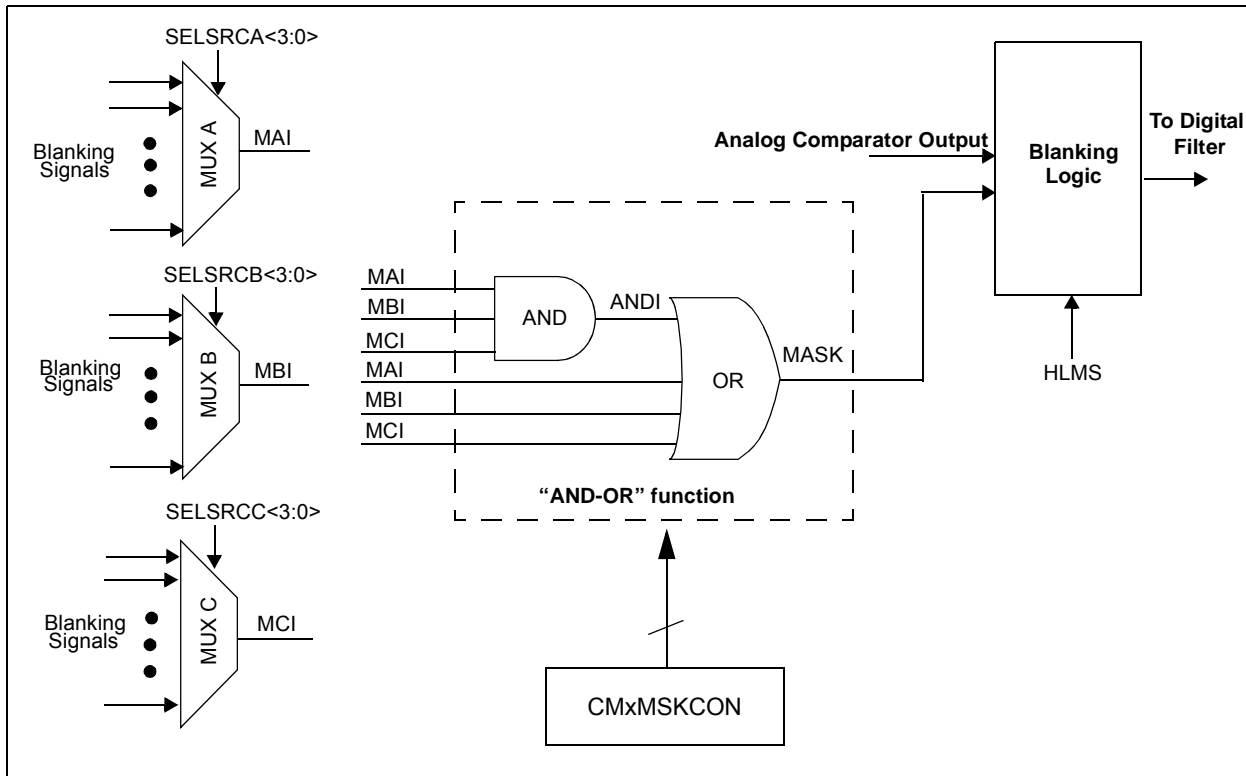 SELSRCA<3:0>
Blanking
Signals
MUX A
MAI
SELSRCB<3:0>
Blanking
Signals
MUX B
MBI
SELSRCC<3:0>
Blanking
Signals
MUX C
MCI
MAI
MBI
MCI
MAI
MBI
MCI
AND
ANDI
OR
MASK
“AND-OR” function
CMxMSKCON
Analog Comparator Output
Blanking
Logic
To Digital
Filter
HLMS